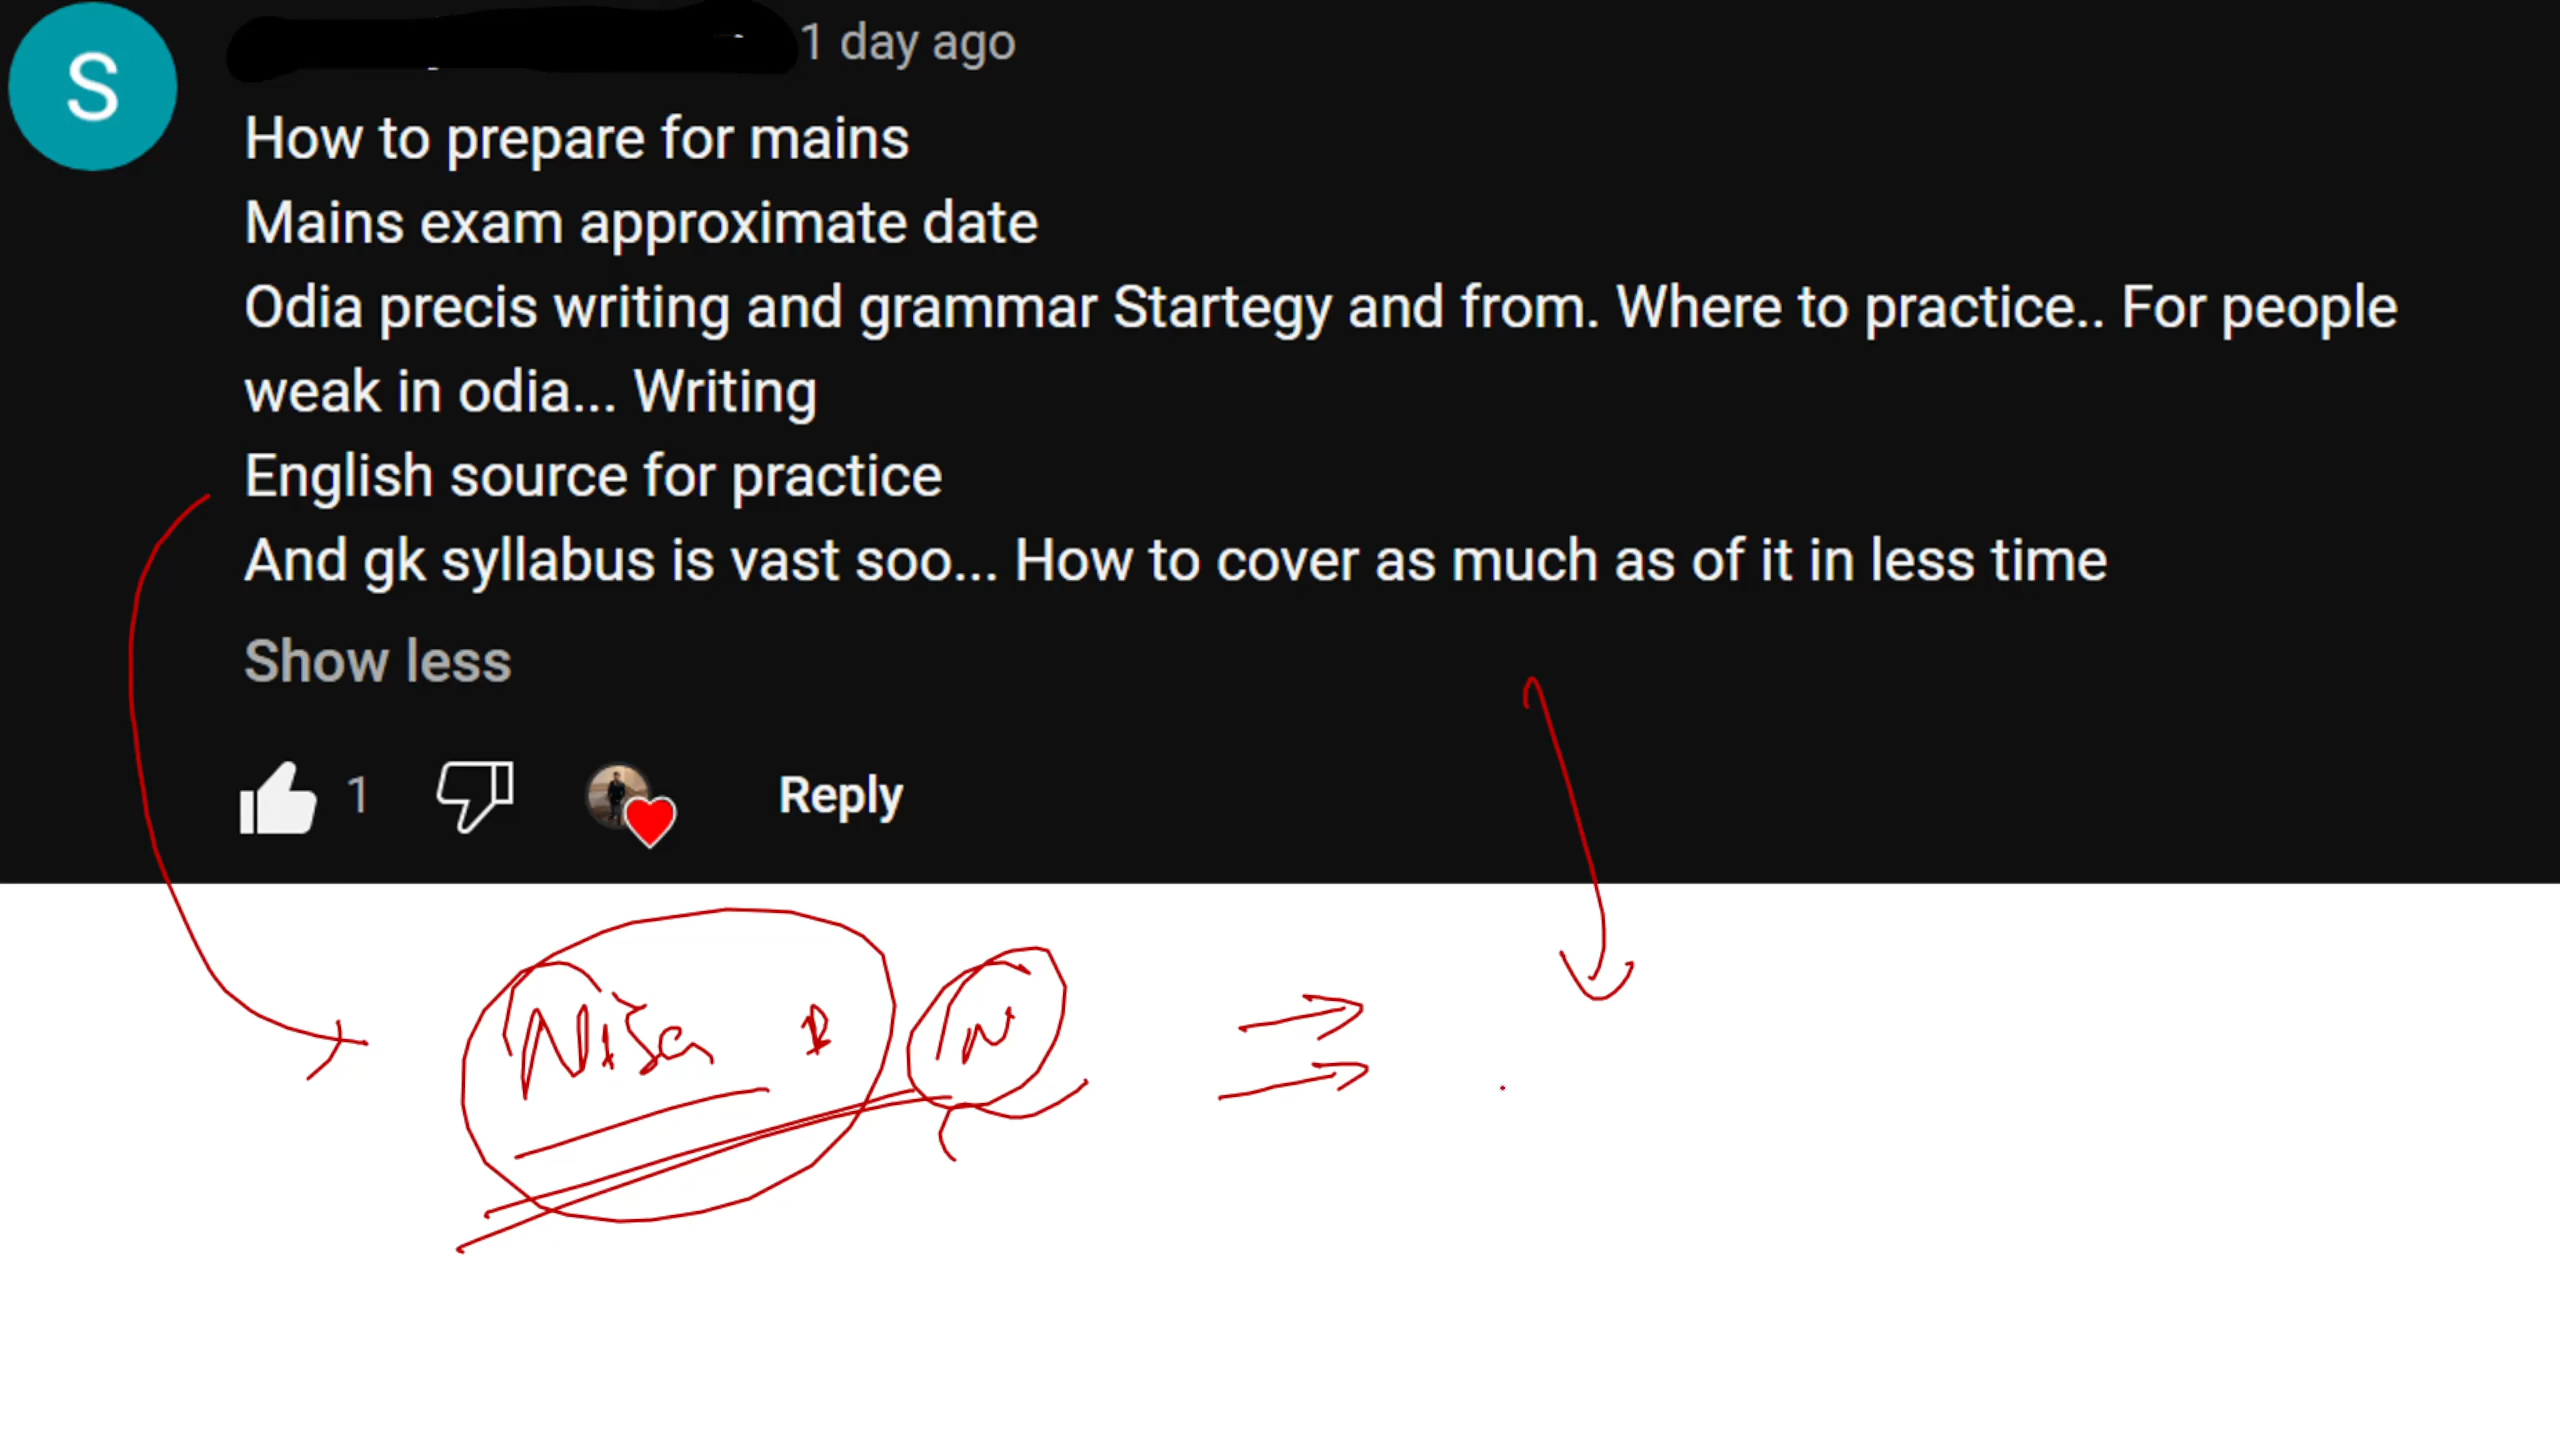 S
1 day ago
How to prepare for mains
Mains exam approximate date
Odia precis writing and grammar Startegy and from. Where to practice.. For people
weak in odia... Writing
English source for practice
And gk syllabus is vast soo... How to cover as much as of it in less time
Show less
1
Reply
N